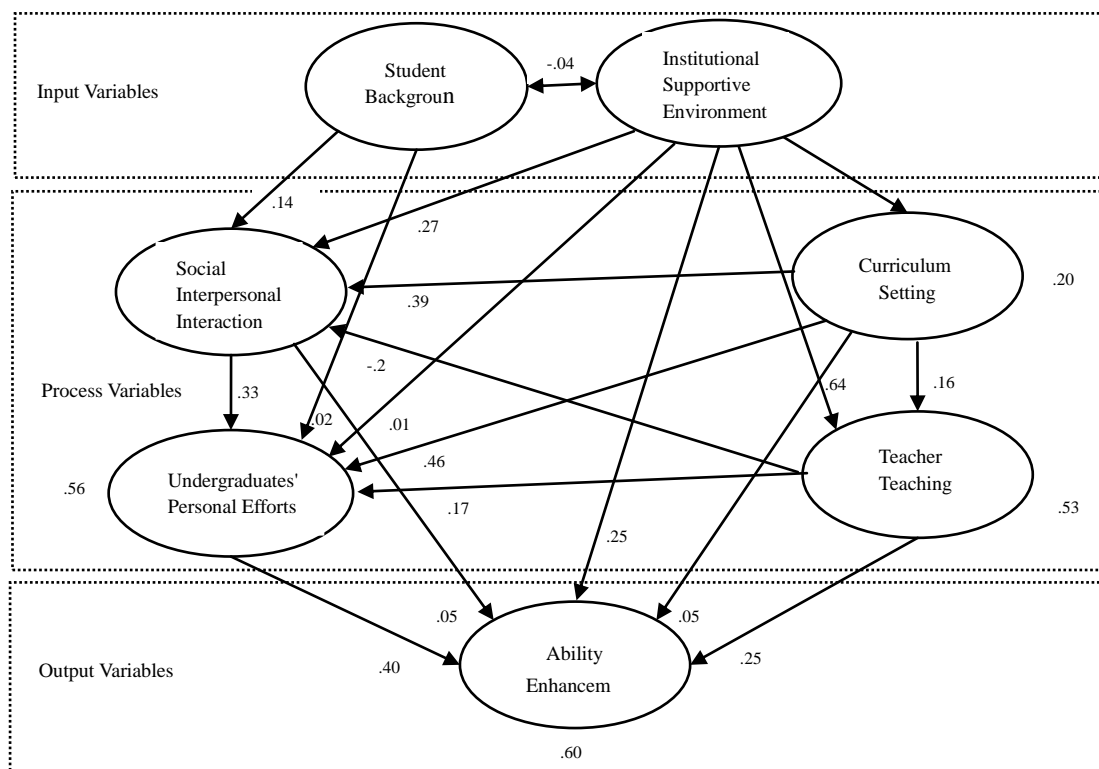 Input Variables
Student
Backgroun
-.04
Institutional
Supportive
Environment
.14
.27
Social
Interpersonal
Interaction
.39
Curriculum
Setting
.20
Process Variables
.33
-.2
.02
.01
.64
.16
.56
Undergraduates'
Personal Efforts
.46
.17
.25
Teacher
Teaching
.53
Output Variables
.40
.05
Ability
Enhancem
.05
.25
.60